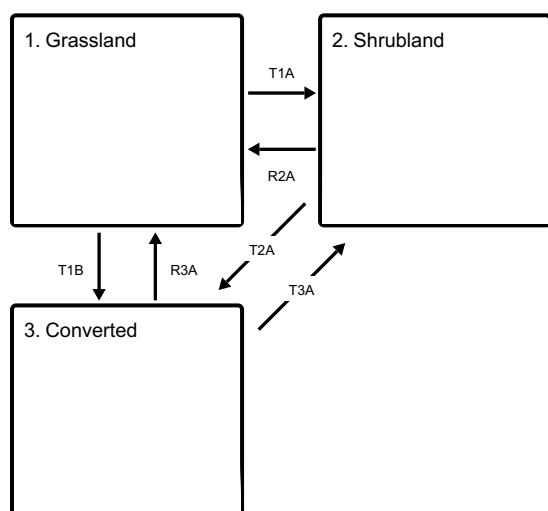 1. Grassland
2. Shrubland
T1A
R2A
T2A
T1B
R3A
T3A
3. Converted